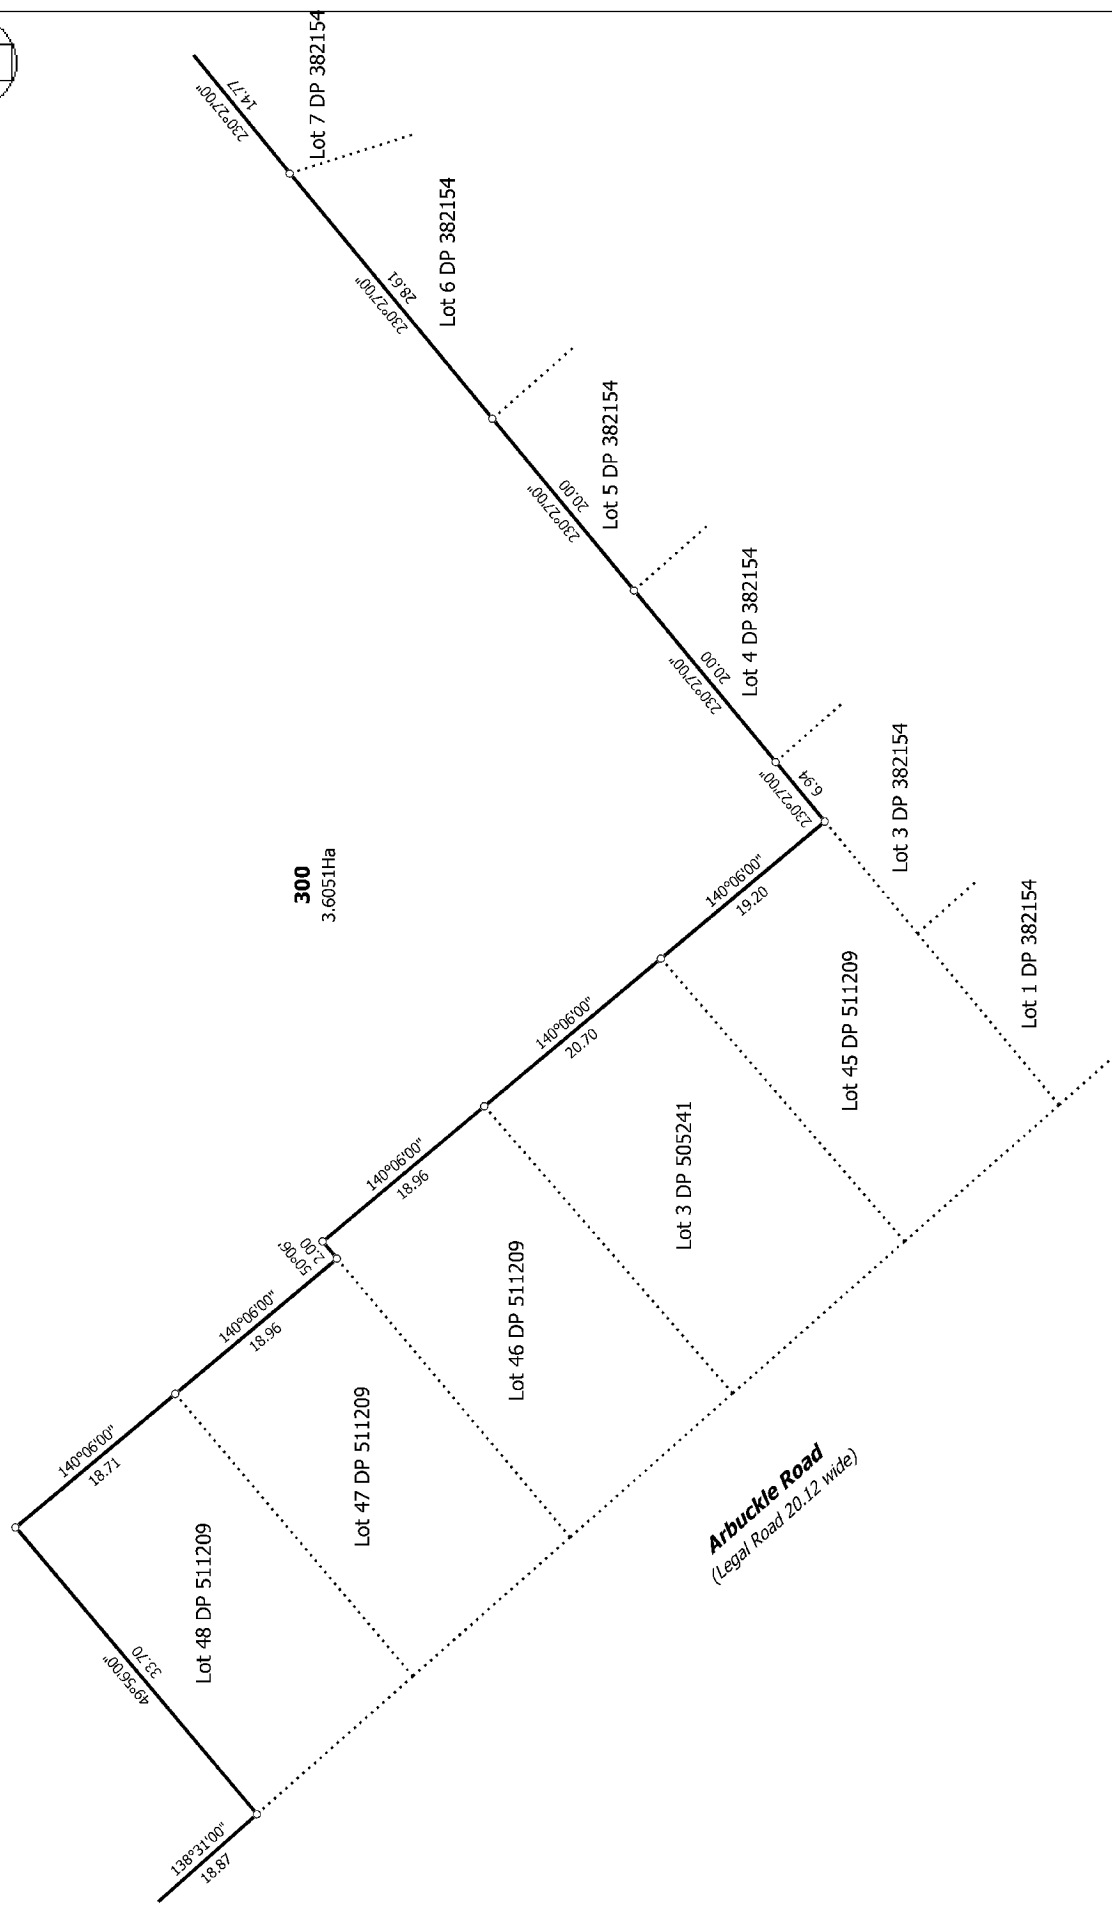 230°27'00"
14.77
Lot 7 DP 382154
230°27'00"
28.61
Lot 6 DP 382154
230°27'00"
20.00
Lot 5 DP 382154
230°27'00"
20.00
Lot 4 DP 382154
230°27'00"
6.94
Lot 3 DP 382154
Lot 1 DP 382154
300
3.6051Ha
140°06'00"
19.20
Lot 45 DP 511209
140°06'00"
20.70
Lot 3 DP 505241
140°06'00"
18.96
Lot 46 DP 511209
50°06'
2.00
140°06'00"
18.96
Lot 47 DP 511209
140°06'00"
18.71
Lot 48 DP 511209
49°56'00"
33.70
138°31'00"
18.87
Arbuckle Road
(Legal Road 20.12 wide)